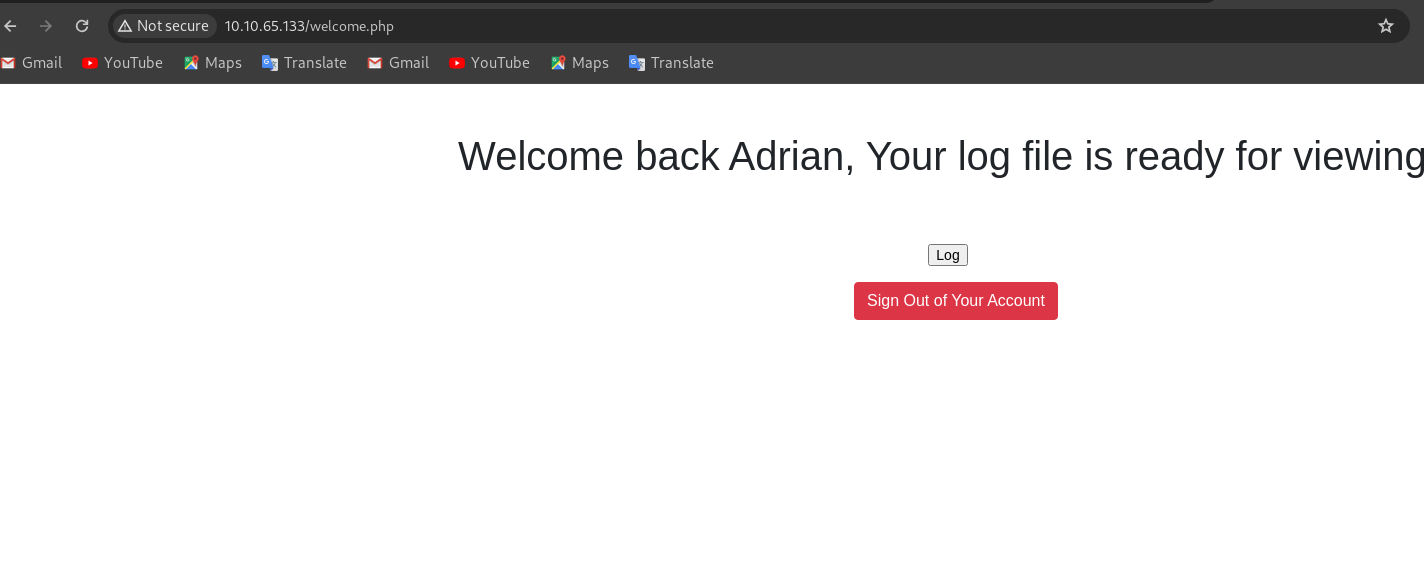 Not secure 10.10.65.133/welcome.php
Gmail YouTube Maps Translate Gmail YouTube Maps Translate
Welcome back Adrian, Your log file is ready for viewing
Log
Sign Out of Your Account